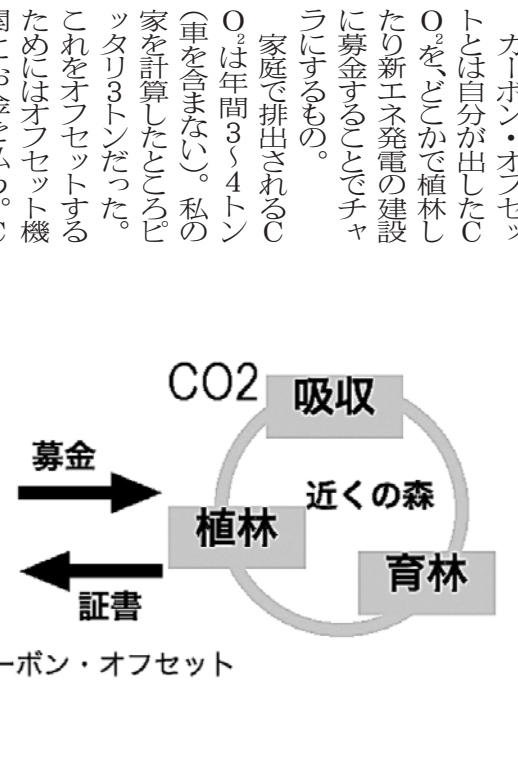 カーボン・オフセッ
トとは自分が出したC
O₂を、どこかで植林し
たり新エネ発電の建設
に募金することでチャ
ラにするもの。
家庭で排出されるC
O₂は年間3〜4トン
(車を含まない)。私の
家を計算したところピ
ッタリ3トンだった。
これをオフセットする
ためにはオフセット機
関にお金を払う。C
CO2
吸収
募金
近くの森
植林
育林
証書
ーボン・オフセット